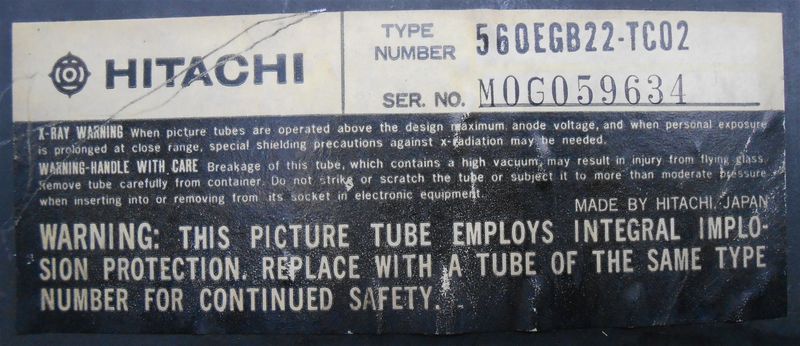 HITACHI
TYPE NUMBER 560EGB22-TC02
SER. NO. M0G059634
X-RAY WARNING When picture tubes are operated above the design maximum anode voltage, and when personal exposure
is prolonged at close range, special shielding precautions against x-radiation may be needed.
WARNING-HANDLE WITH CARE Breakage of this tube, which contains a high vacuum, may result in injury from flying glass.
Remove tube carefully from container. Do not strike or scratch the tube or subject it to more than moderate pressure
when inserting into or removing from its socket in electronic equipment.
MADE BY HITACHI, JAPAN
WARNING: THIS PICTURE TUBE EMPLOYS INTEGRAL IMPLO-
SION PROTECTION. REPLACE WITH A TUBE OF THE SAME TYPE
NUMBER FOR CONTINUED SAFETY.